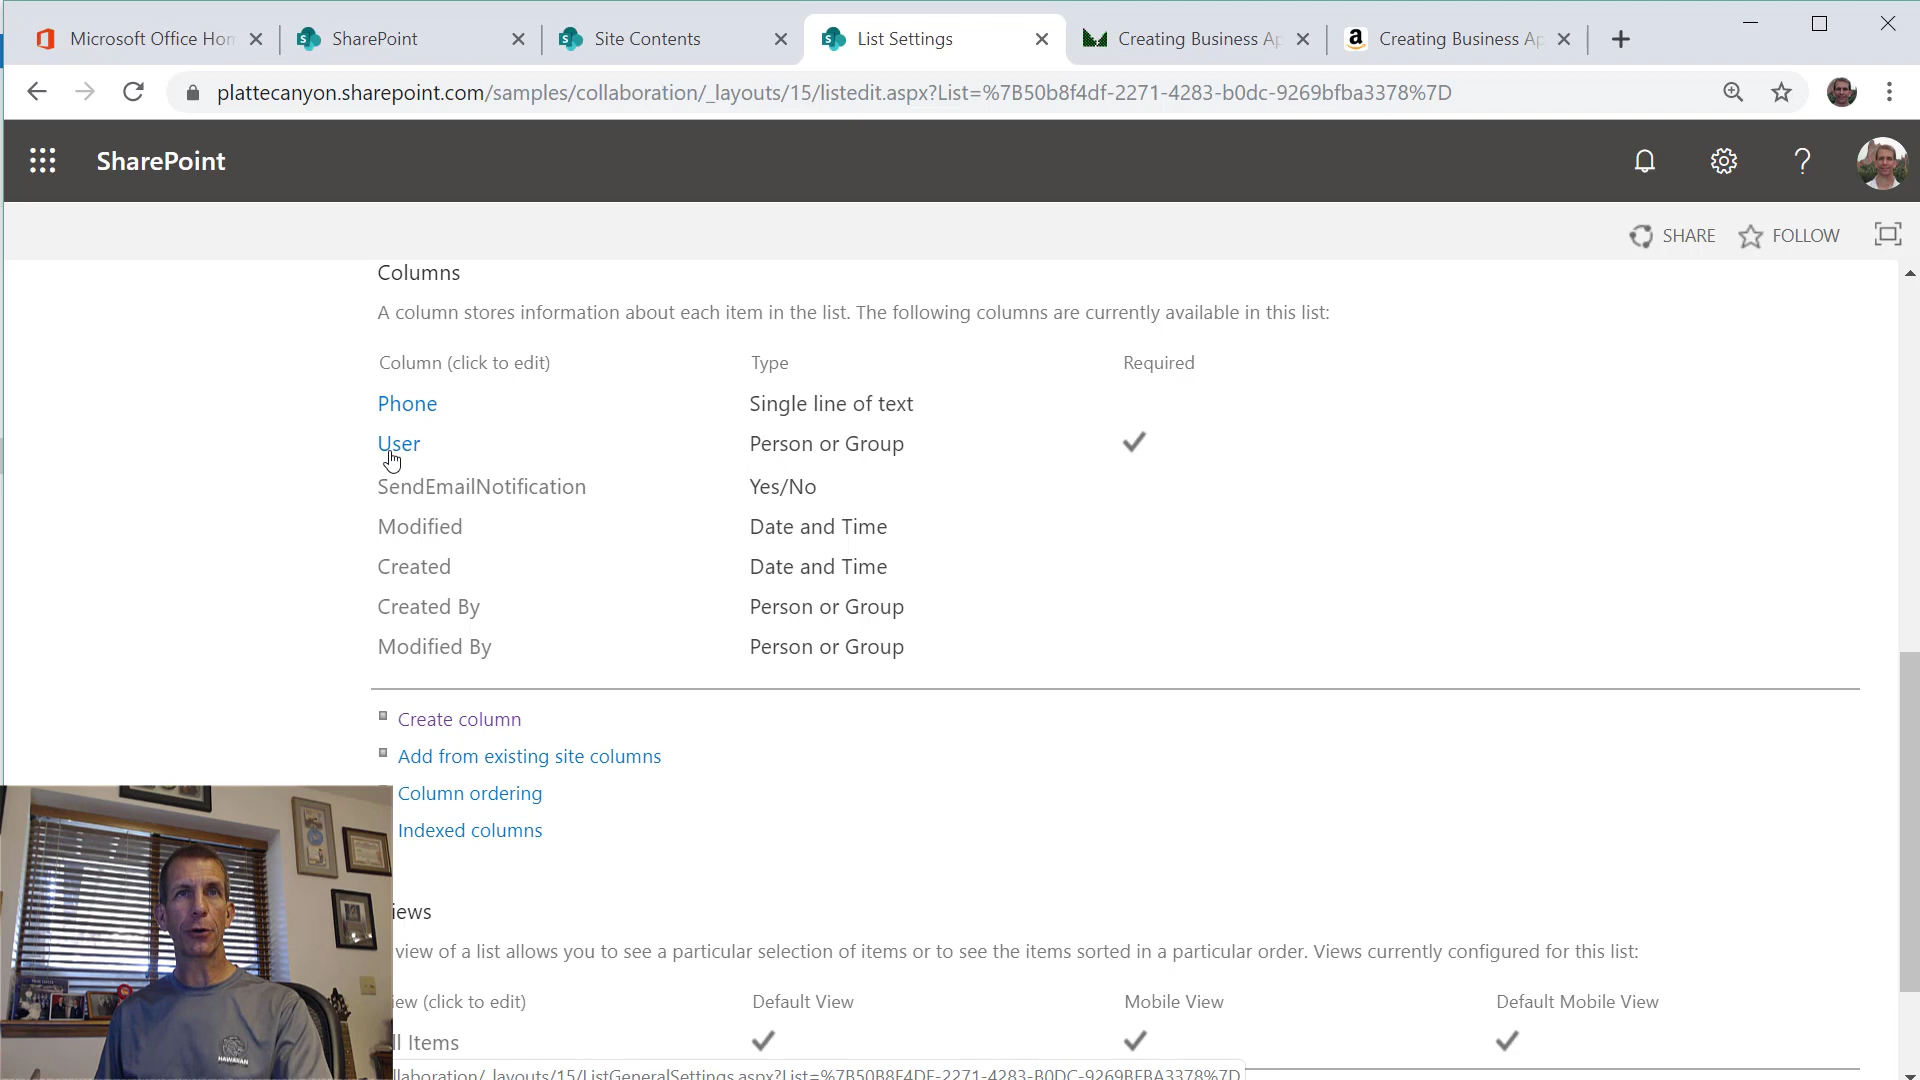 Microsoft Office Hom
SharePoint
Site Contents
List Settings
Creating Business Ap
Creating Business Ap
plattecanyon.sharepoint.com/samples/collaboration/_layouts/15/listedit.aspx?List=%7B50b8f4df-2271-4283-b0dc-9269bfba3378%7D
SharePoint
SHARE FOLLOW
Columns
A column stores information about each item in the list. The following columns are currently available in this list:
Column (click to edit) Type Required
Phone Single line of text
User Person or Group
SendEmailNotification Yes/No
Modified Date and Time
Created Date and Time
Created By Person or Group
Modified By Person or Group
Create column
Add from existing site columns
Column ordering
Indexed columns
iews
view of a list allows you to see a particular selection of items or to see the items sorted in a particular order. Views currently configured for this list:
iew (click to edit) Default View Mobile View Default Mobile View
ll Items
llaboration/_layouts/15/ListGeneralSettings.aspx?List=%7B50B8F4DF-2271-4283-B0DC-9269BFBA3378%7D
HAWAIIAN